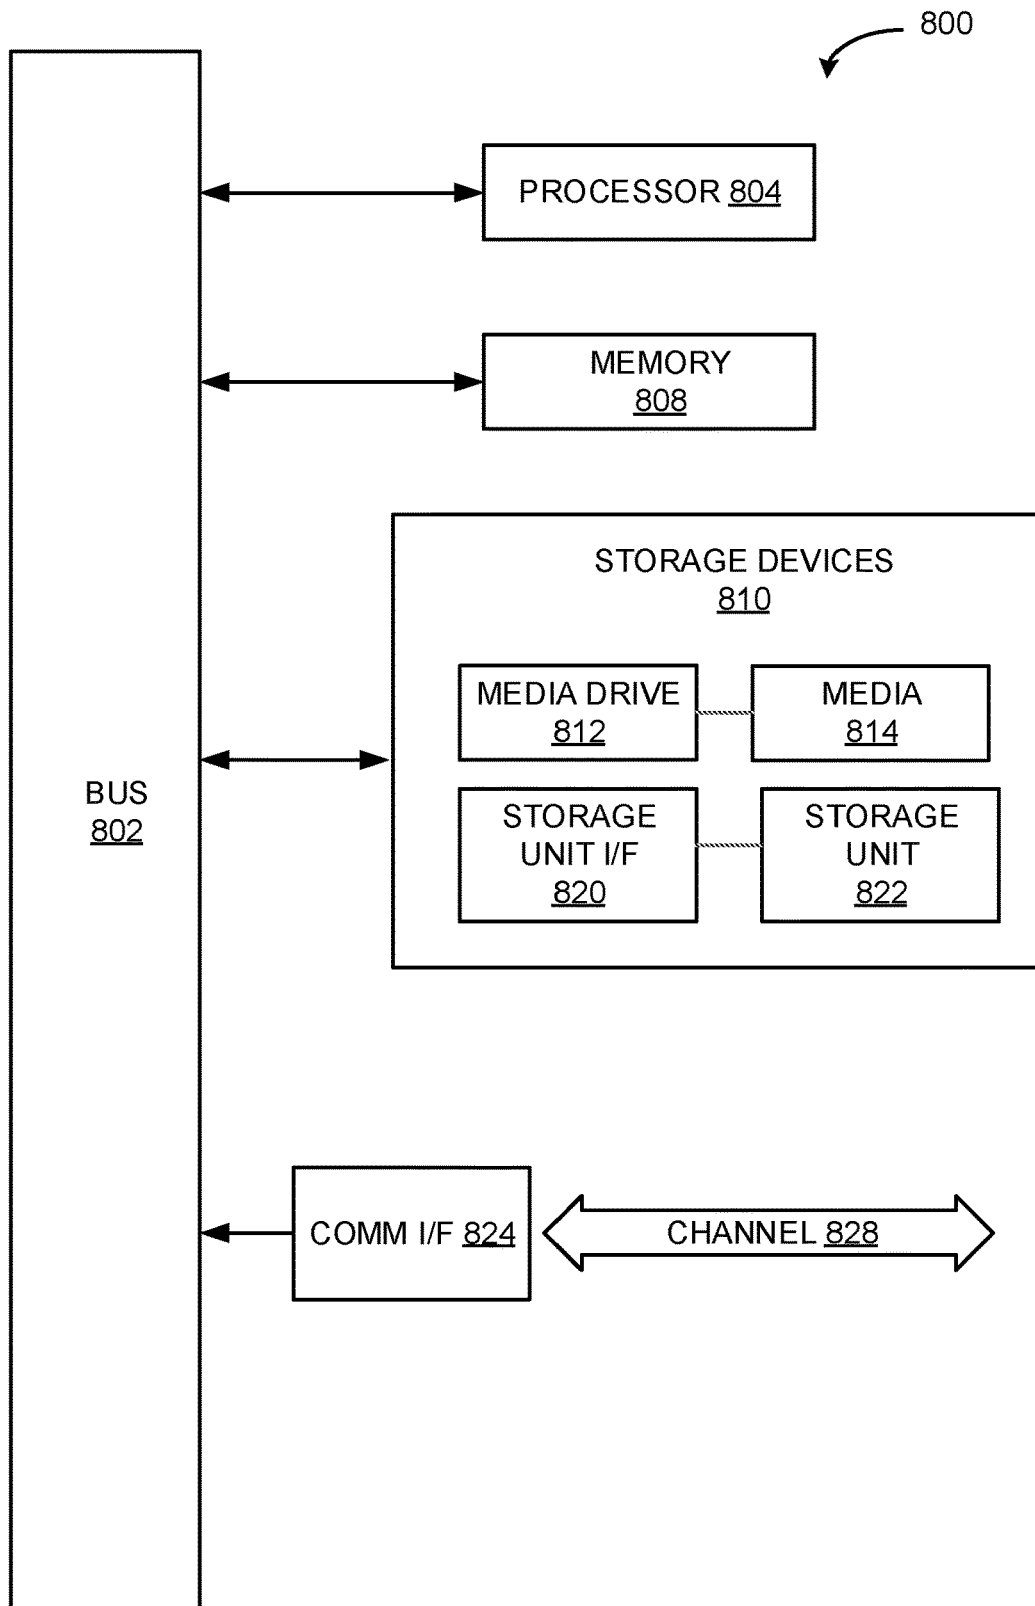 800
PROCESSOR 804
MEMORY
808
STORAGE DEVICES
810
MEDIA DRIVE
812
MEDIA
814
BUS
802
STORAGE
UNIT I/F
820
STORAGE
UNIT
822
COMM I/F 824
CHANNEL 828